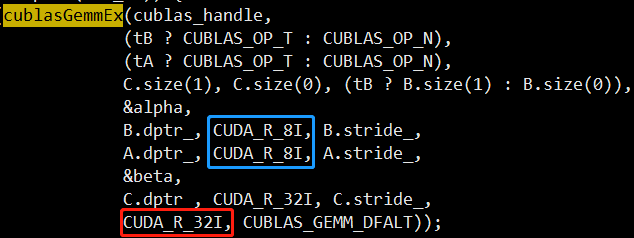 cublasGemmEx(cublas_handle,
(tB ? CUBLAS_OP_T : CUBLAS_OP_N),
(tA ? CUBLAS_OP_T : CUBLAS_OP_N),
C.size(1), C.size(0), (tB ? B.size(1) : B.size(0)),
&alpha,
B.dptr_, CUDA_R_8I, B.stride_,
A.dptr_, CUDA_R_8I, A.stride_,
&beta,
C.dptr_, CUDA_R_32I, C.stride_,
CUDA_R_32I, CUBLAS_GEMM_DFALT));